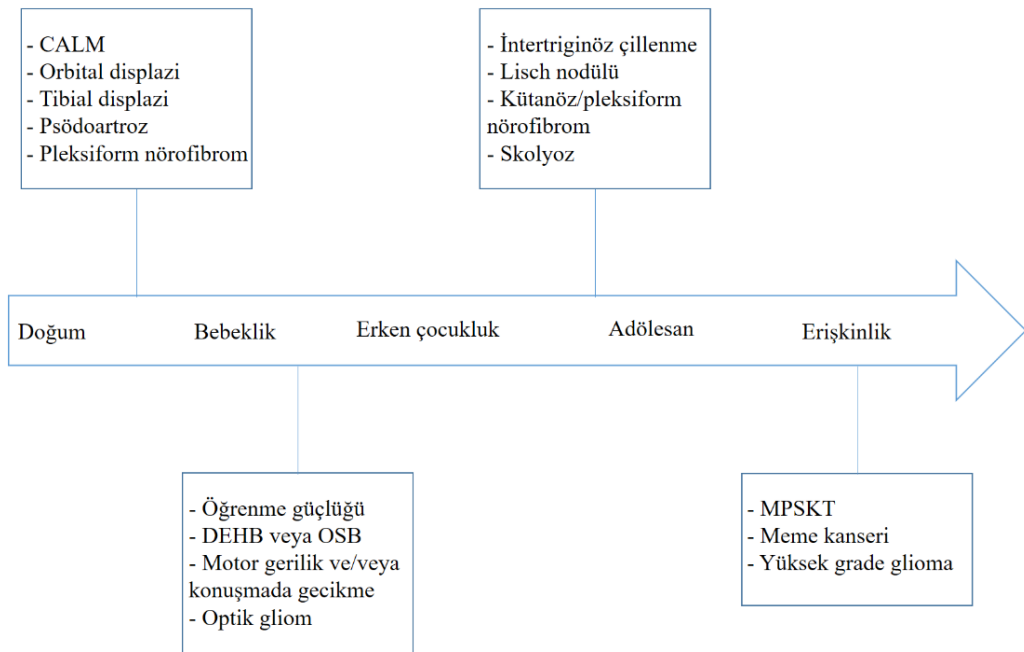 - CALM
- Orbital displazi
- Tibial displazi
- Psödoartroz
- Pleksiform nörofibrom
- İntertriginöz çillenme
- Lisch nodülü
- Kütanöz/pleksiform
nörofibrom
- Skolyoz
Doğum
Bebeklik
Erken çocukluk
Adölesan
Erişkinlik
- Öğrenme güçlüğü
- DEHB veya OSB
- Motor gerilik ve/veya
konuşmada gecikme
- Optik gliom
- MPSKT
- Meme kanseri
- Yüksek grade glioma